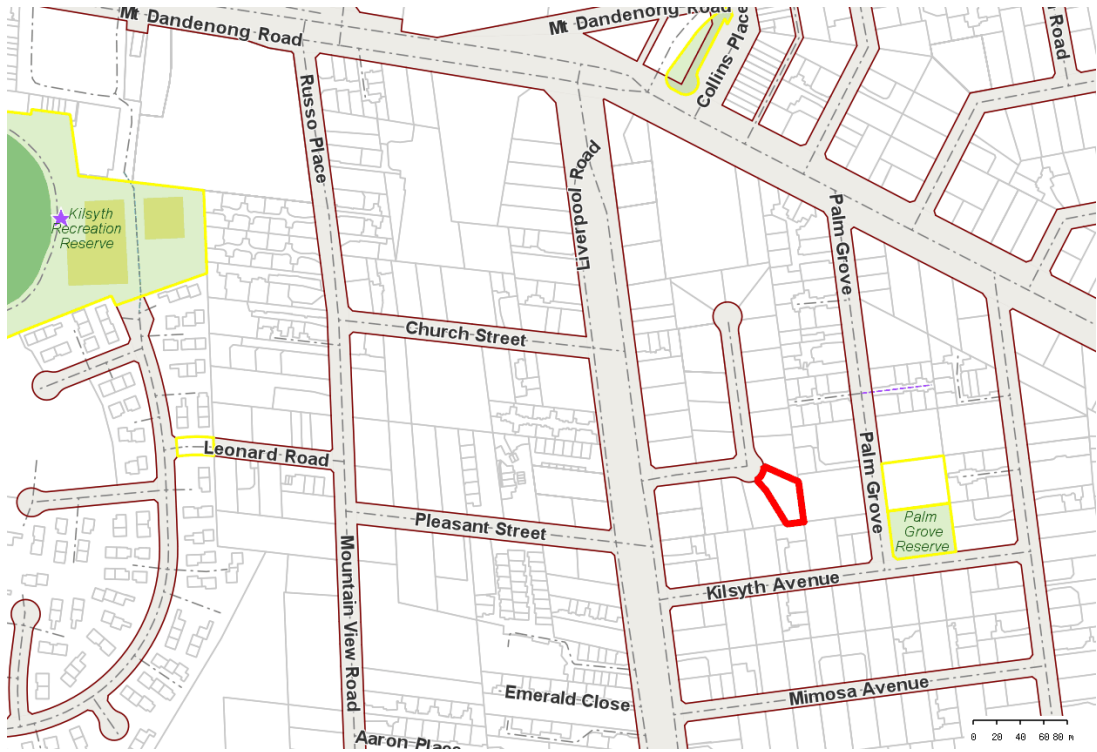 Mt Dandenong Road
Mt Dandenong Road
Collins Place
Road
Russo Place
Liverpool Road
Liverpool
Kilsyth
Recreation
Reserve
Palm Grove
Church Street
Leonard Road
Palm Grove
Pleasant Street
Palm
Grove
Reserve
Mountain View Road
Kilsyth Avenue
Emerald Close
Mimosa Avenue
Aaron Place
0 20 40 60 80 m